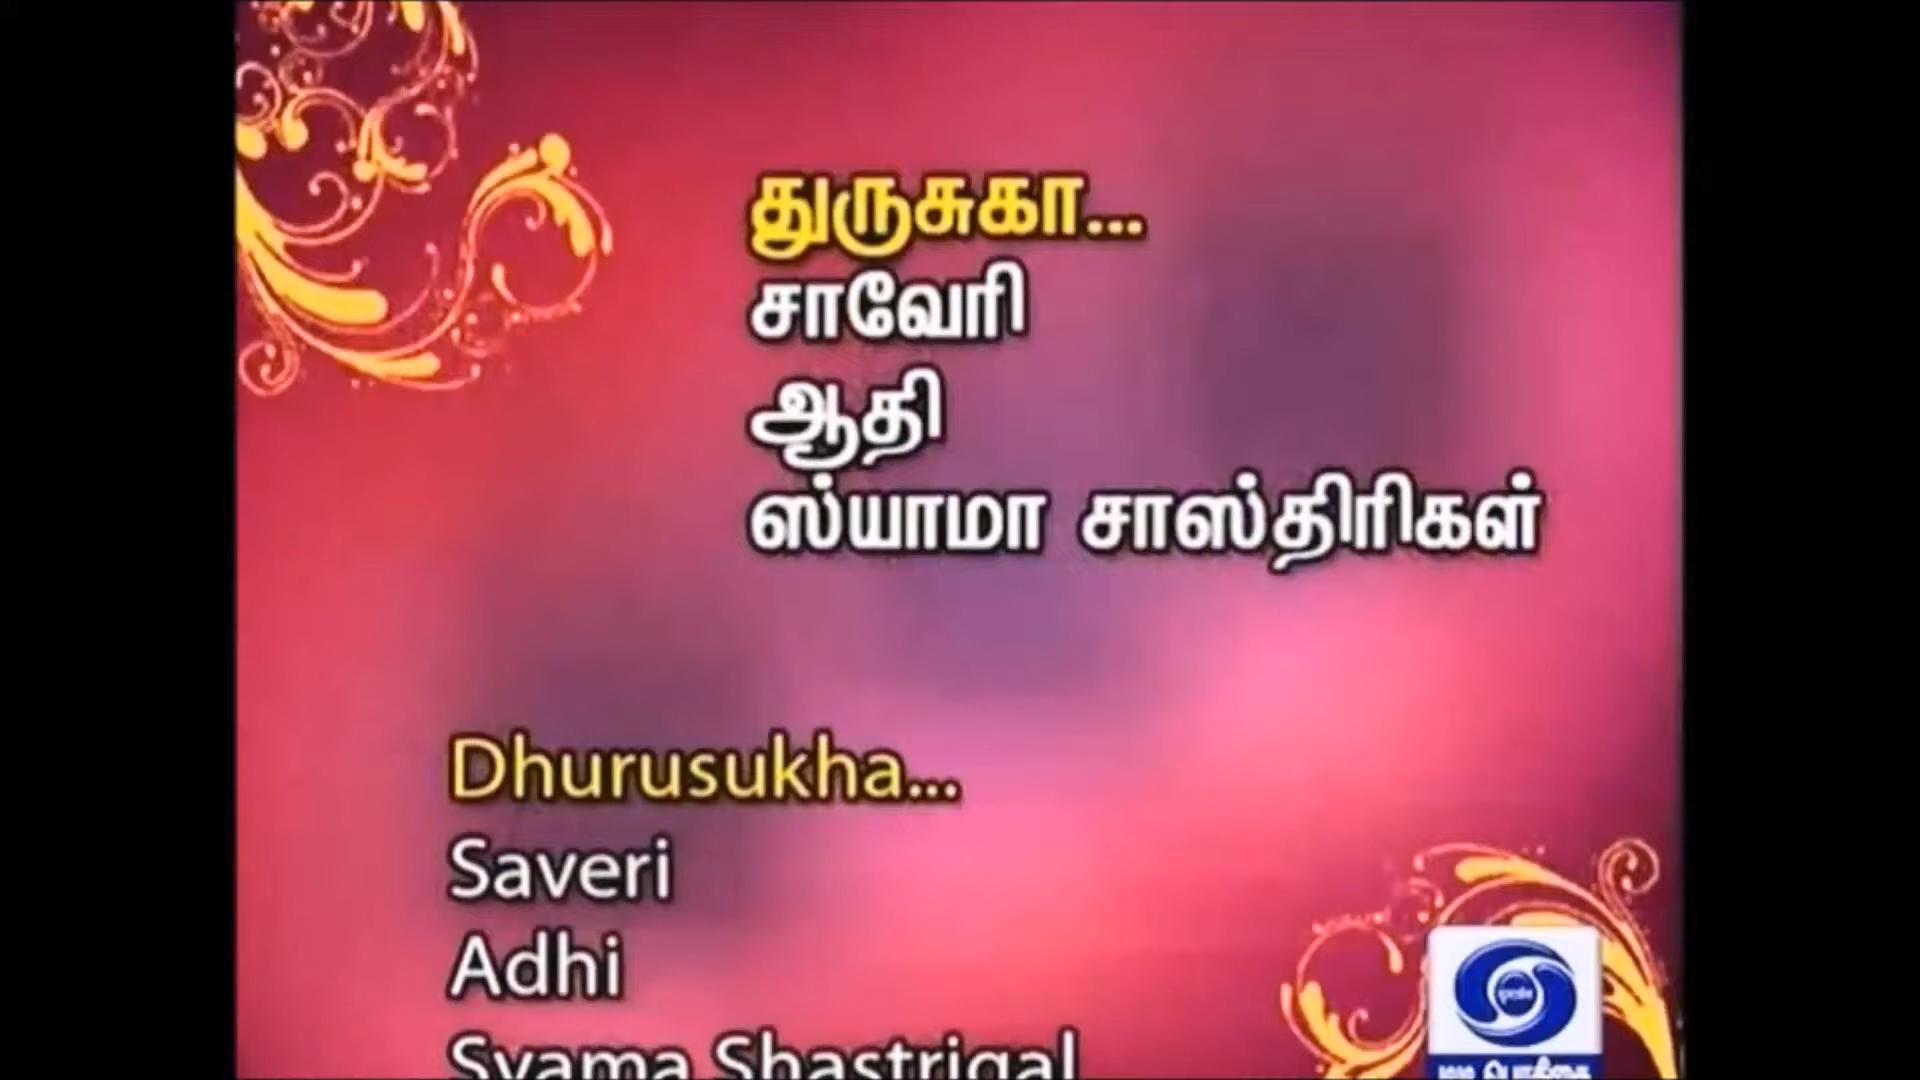 துருசுகா...
சாவேரி
ஆதி
ஸ்யாமா சாஸ்திரிகள்
Dhurusukha...
Saveri
Adhi
Syama Shastrigal